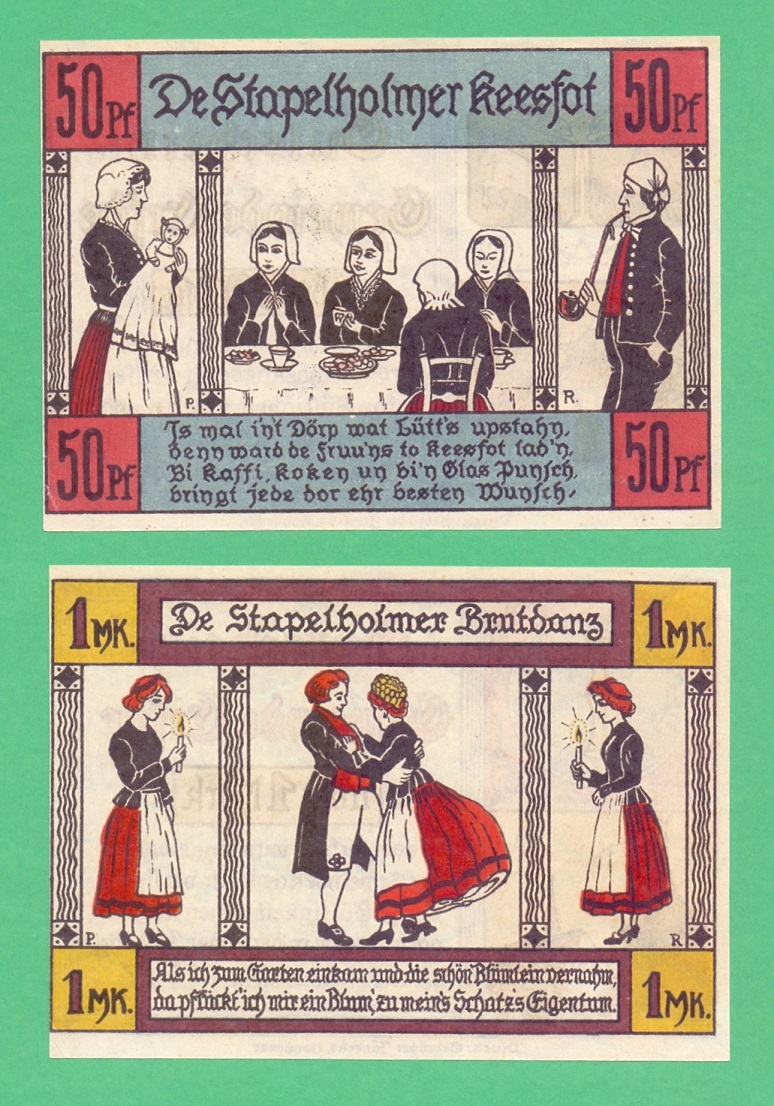 50 Pf De Stapelholmer Keesfot 50 Pf
P. R.
50 Pf 50 Pf
Is mal in't Dörp wat Lütt's upstahn,
denn ward de Fruu'ns to Keesfot lad'n.
Bi Kaffi, Koken un bi'n Glas Punsch,
bringt jede dor ehr besten Wunsch.
1 MK. De Stapelholmer Brutdanz 1 MK.
P. R.
1 MK. 1 MK.
Als ich zum Garten einkam und die schön Blümlein vernahm,
da pflückt' ich mir ein Blum', zu mein's Schatz's Eigentum.